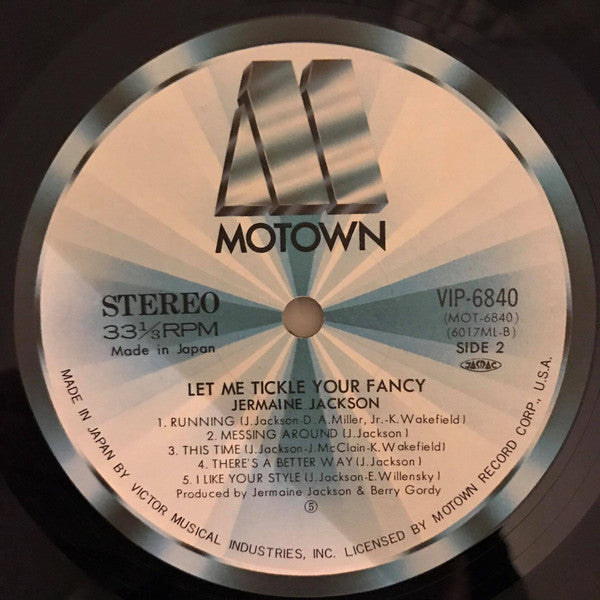 MOTOWN
STEREO
33⅓RPM
Made in Japan
VIP-6840
(MOT-6840)
(6017ML-B)
SIDE 2
JASRAC
LET ME TICKLE YOUR FANCY
JERMAINE JACKSON
1. RUNNING (J.Jackson-D.A.Miller, Jr.-K.Wakefield)
2. MESSING AROUND (J.Jackson)
3. THIS TIME (J.Jackson-J.McClain-K.Wakefield)
4. THERE'S A BETTER WAY (J.Jackson)
5. I LIKE YOUR STYLE (J.Jackson-E.Willensky)
Produced by Jermaine Jackson & Berry Gordy
⑤
MADE IN JAPAN BY VICTOR MUSICAL INDUSTRIES, INC. LICENSED BY MOTOWN RECORD CORP., U.S.A.